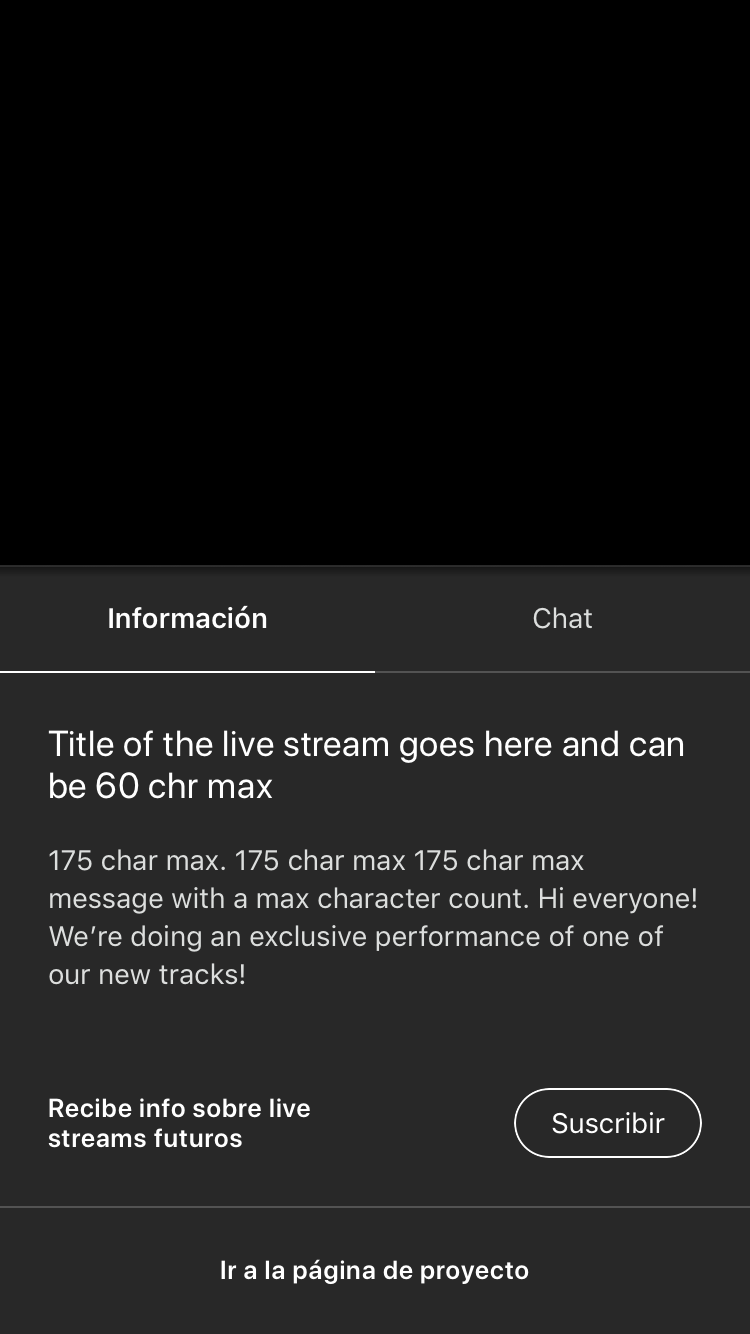 Información
Chat
Title of the live stream goes here and can
be 60 chr max
175 char max. 175 char max 175 char max
message with a max character count. Hi everyone!
We’re doing an exclusive performance of one of
our new tracks!
Recibe info sobre live
streams futuros
Suscribir
Ir a la página de proyecto